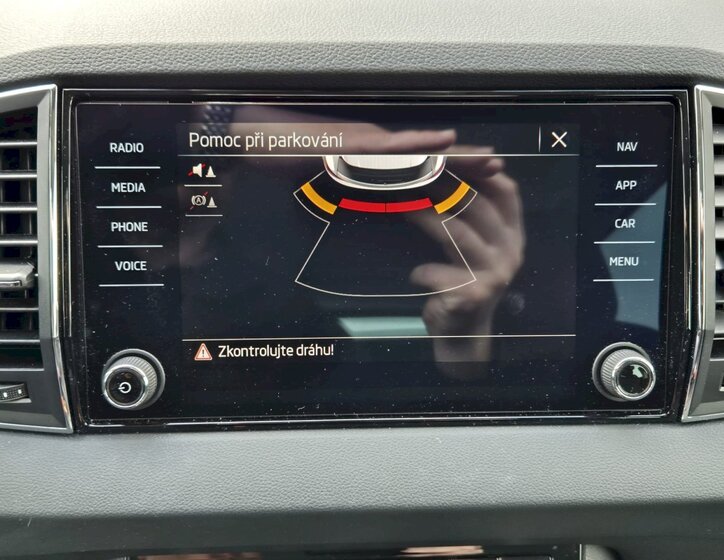 Pomoc při parkování
RADIO
MEDIA
PHONE
VOICE
NAV
APP
CAR
MENU
Zkontrolujte dráhu!